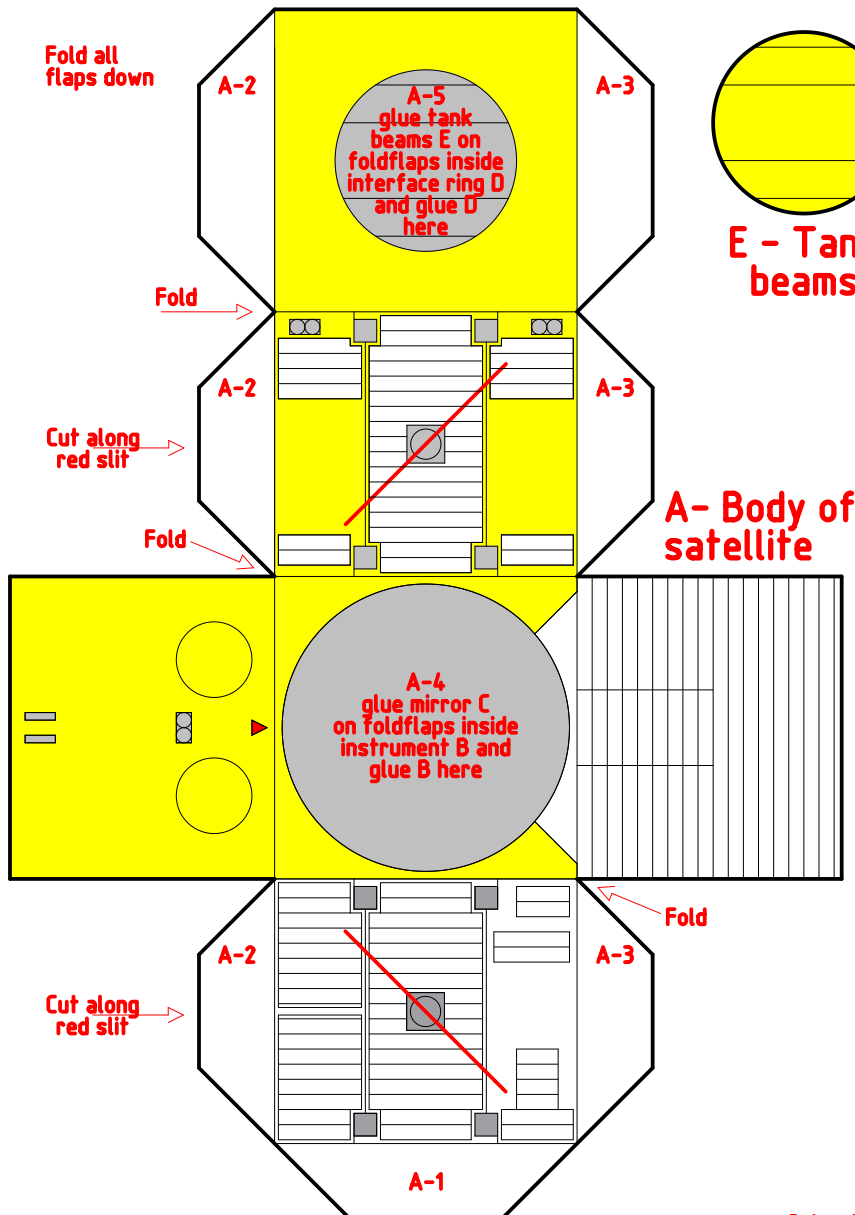 Fold all
flaps down
A-2
A-3
A-5
glue tank
beams E on
foldflaps inside
interface ring D
and glue D
here
E - Tan
beams
Fold
A-2
A-3
Cut along
red slit
A- Body of
satellite
Fold
A-4
glue mirror C
on foldflaps inside
instrument B and
glue B here
Fold
A-2
A-3
Cut along
red slit
A-1